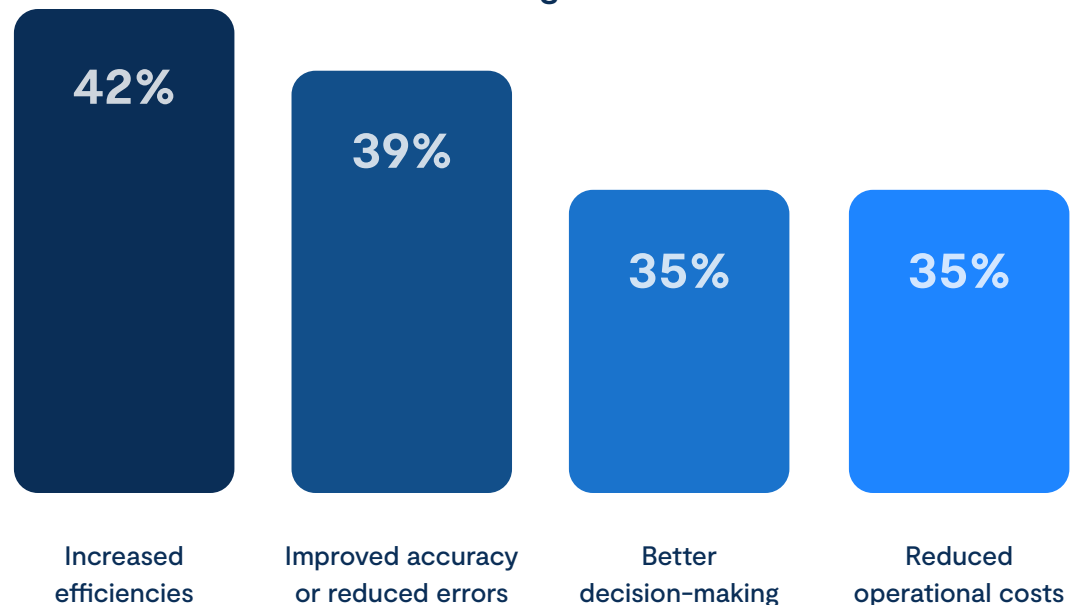 42%
39%
35%
35%
Increased
efficiencies
Improved accuracy
or reduced errors
Better
decision-making
Reduced
operational costs